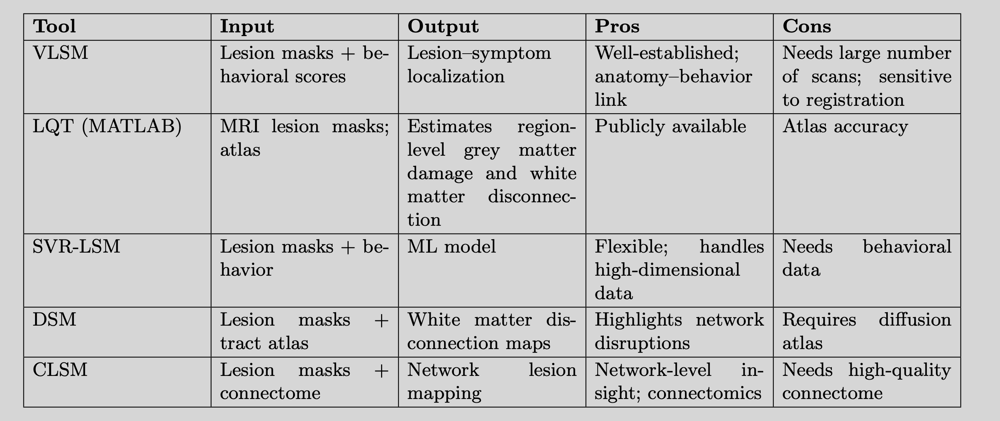 Tool Input Output Pros Cons
VLSM Lesion masks + be- Lesion–symptom Well-established; Needs large number
havioral scores localization anatomy–behavior of scans; sensitive
link to registration
LQT (MATLAB) MRI lesion masks; Estimates region- Publicly available Atlas accuracy
atlas level grey matter
damage and white
matter disconnec-
tion
SVR-LSM Lesion masks + be- ML model Flexible; handles Needs behavioral
havior high-dimensional data
data
DSM Lesion masks + White matter dis- Highlights network Requires diffusion
tract atlas connection maps disruptions atlas
CLSM Lesion masks + Network lesion Network-level in- Needs high-quality
connectome mapping sight; connectomics connectome